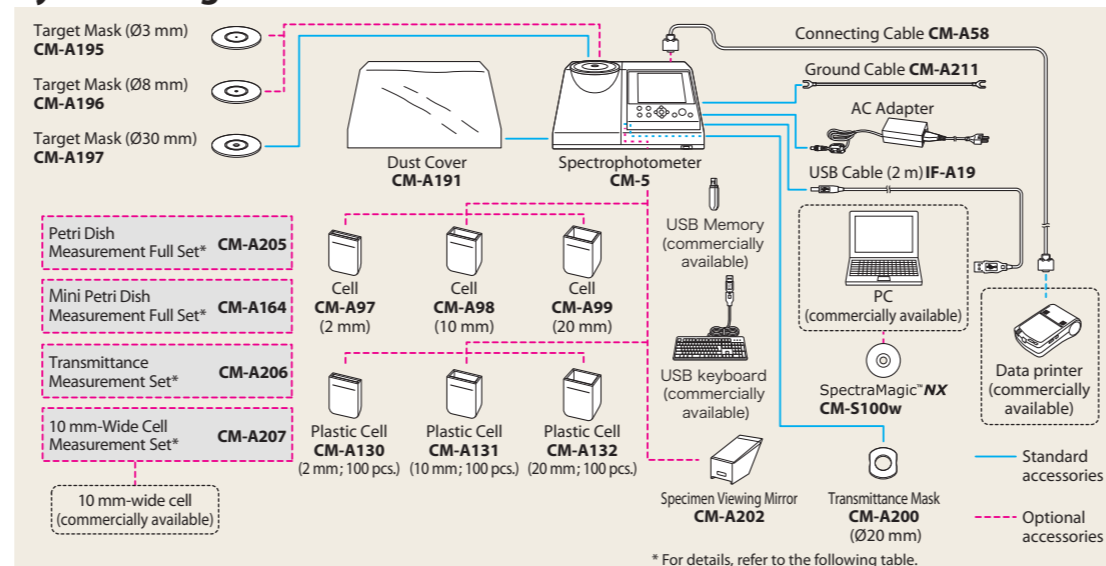 Target Mask (Ø3 mm)
CM-A195
Target Mask (Ø8 mm)
CM-A196
Target Mask (Ø30 mm)
CM-A197
Dust Cover
CM-A191
Spectrophotometer
CM-5
Connecting Cable CM-A58
Ground Cable CM-A211
AC Adapter
USB Cable (2 m) IF-A19
Petri Dish
Measurement Full Set* CM-A205
Mini Petri Dish
Measurement Full Set* CM-A164
Transmittance
Measurement Set* CM-A206
10 mm-Wide Cell
Measurement Set* CM-A207
10 mm-wide cell
(commercially available)
Cell
CM-A97
(2 mm)
Cell
CM-A98
(10 mm)
Cell
CM-A99
(20 mm)
Plastic Cell
CM-A130
(2 mm; 100 pcs.)
Plastic Cell
CM-A131
(10 mm; 100 pcs.)
Plastic Cell
CM-A132
(20 mm; 100 pcs.)
USB Memory
(commercially
available)
USB keyboard
(commercially
available)
PC
(commercially available)
SpectraMagic™ NX
CM-S100w
Data printer
(commercially
available)
Specimen Viewing Mirror
CM-A202
Transmittance Mask
CM-A200
(Ø20 mm)
Standard
accessories
Optional
accessories
* For details, refer to the following table.